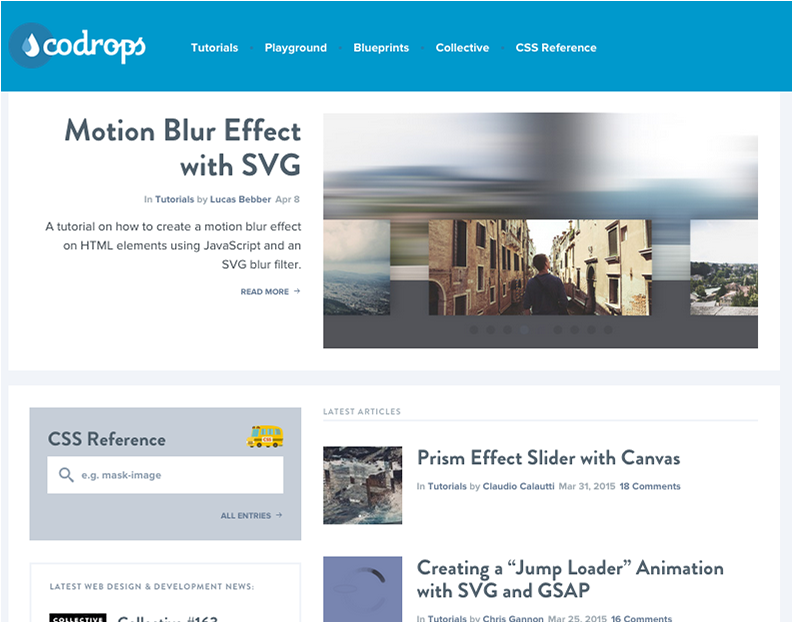 codrops
Tutorials
Playground
Blueprints
Collective
CSS Reference
Motion Blur Effect
with SVG
In Tutorials by Lucas Bebber Apr 8
A tutorial on how to create a motion blur effect
on HTML elements using JavaScript and an
SVG blur filter.
READ MORE →
CSS Reference
e.g. mask-image
ALL ENTRIES →
LATEST WEB DESIGN & DEVELOPMENT NEWS:
COLLECTIVE
Collective #163
LATEST ARTICLES
Prism Effect Slider with Canvas
In Tutorials by Claudio Calautti Mar 31, 2015 18 Comments
Creating a “Jump Loader” Animation
with SVG and GSAP
In Tutorials by Chris Gannon Mar 25, 2015 16 Comments